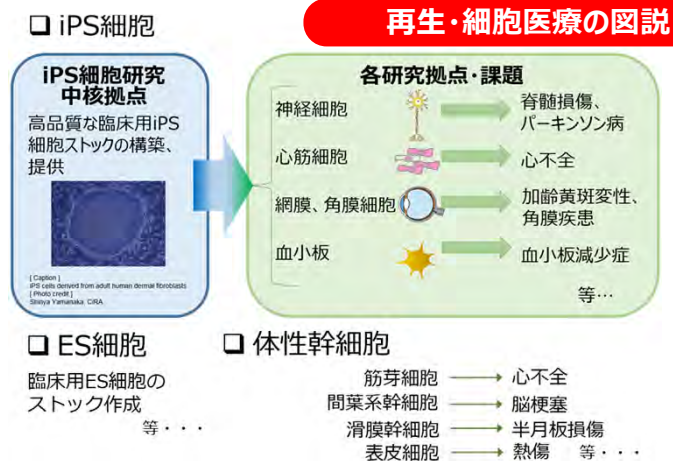 再生・細胞医療の図説
❑ iPS細胞
iPS細胞研究
中核拠点
高品質な臨床用iPS
細胞ストックの構築、
提供
[ Caption ]
iPS cells derived from adult human dermal fibroblasts
[ Photo credit ]
Shinya Yamanaka, CiRA
各研究拠点・課題
神経細胞
脊髄損傷、
パーキンソン病
心筋細胞
心不全
網膜、角膜細胞
加齢黄斑変性、
角膜疾患
血小板
血小板減少症
等…
❑ ES細胞
臨床用ES細胞の
ストック作成
等・・・
❑ 体性幹細胞
筋芽細胞 → 心不全
間葉系幹細胞 → 脳梗塞
滑膜幹細胞 → 半月板損傷
表皮細胞 → 熱傷 等・・・